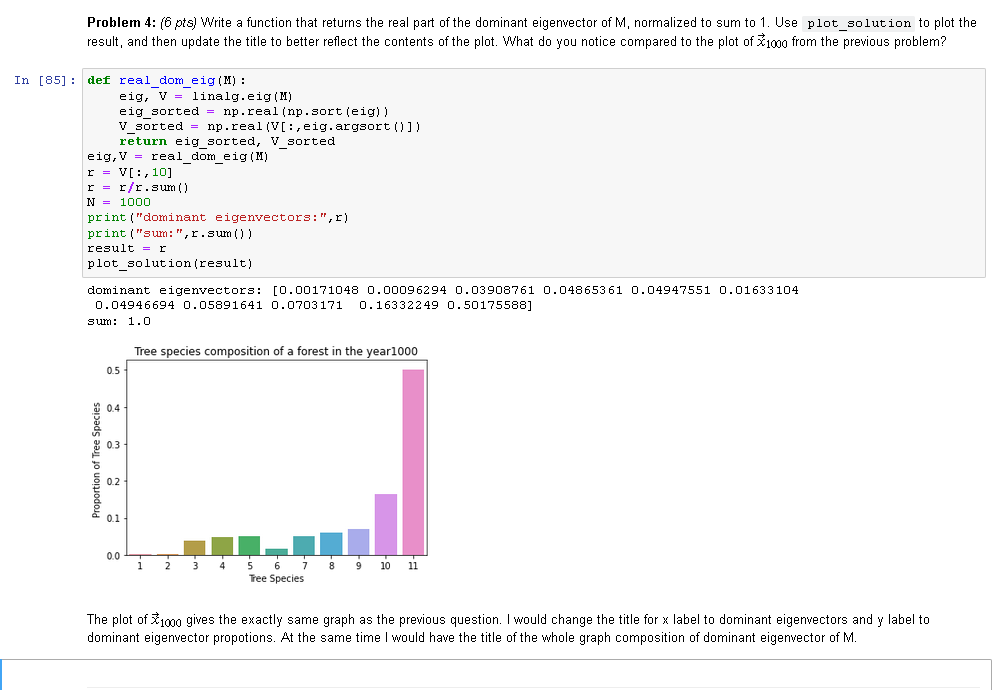 Problem 4: (6 pts) Write a function that returns the real part of the dominant eigenvector of M, normalized to sum to 1. Use plot_solution to plot the
result, and then update the title to better reflect the contents of the plot. What do you notice compared to the plot of x⃗1000 from the previous problem?
In [85]: def real_dom_eig(M):
    eig, V = linalg.eig(M)
    eig_sorted = np.real(np.sort(eig))
    V_sorted = np.real(V[:,eig.argsort()])
    return eig_sorted, V_sorted
eig,V = real_dom_eig(M)
r = V[:,10]
r = r/r.sum()
N = 1000
print("dominant eigenvectors:",r)
print("sum:",r.sum())
result = r
plot_solution(result)
dominant eigenvectors: [0.00171048 0.00096294 0.03908761 0.04865361 0.04947551 0.01633104
 0.04946694 0.05891641 0.0703171  0.16332249 0.50175588]
sum: 1.0
Tree species composition of a forest in the year1000
0.5
0.4
0.3
0.2
0.1
0.0
Proportion of Tree Species
1 2 3 4 5 6 7 8 9 10 11
Tree Species
The plot of x⃗1000 gives the exactly same graph as the previous question. I would change the title for x label to dominant eigenvectors and y label to
dominant eigenvector propotions. At the same time I would have the title of the whole graph composition of dominant eigenvector of M.